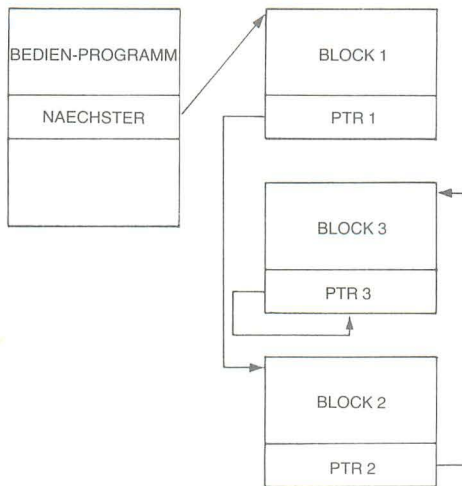 BEDIEN-PROGRAMM
NAECHSTER
BLOCK 1
PTR 1
BLOCK 3
PTR 3
BLOCK 2
PTR 2